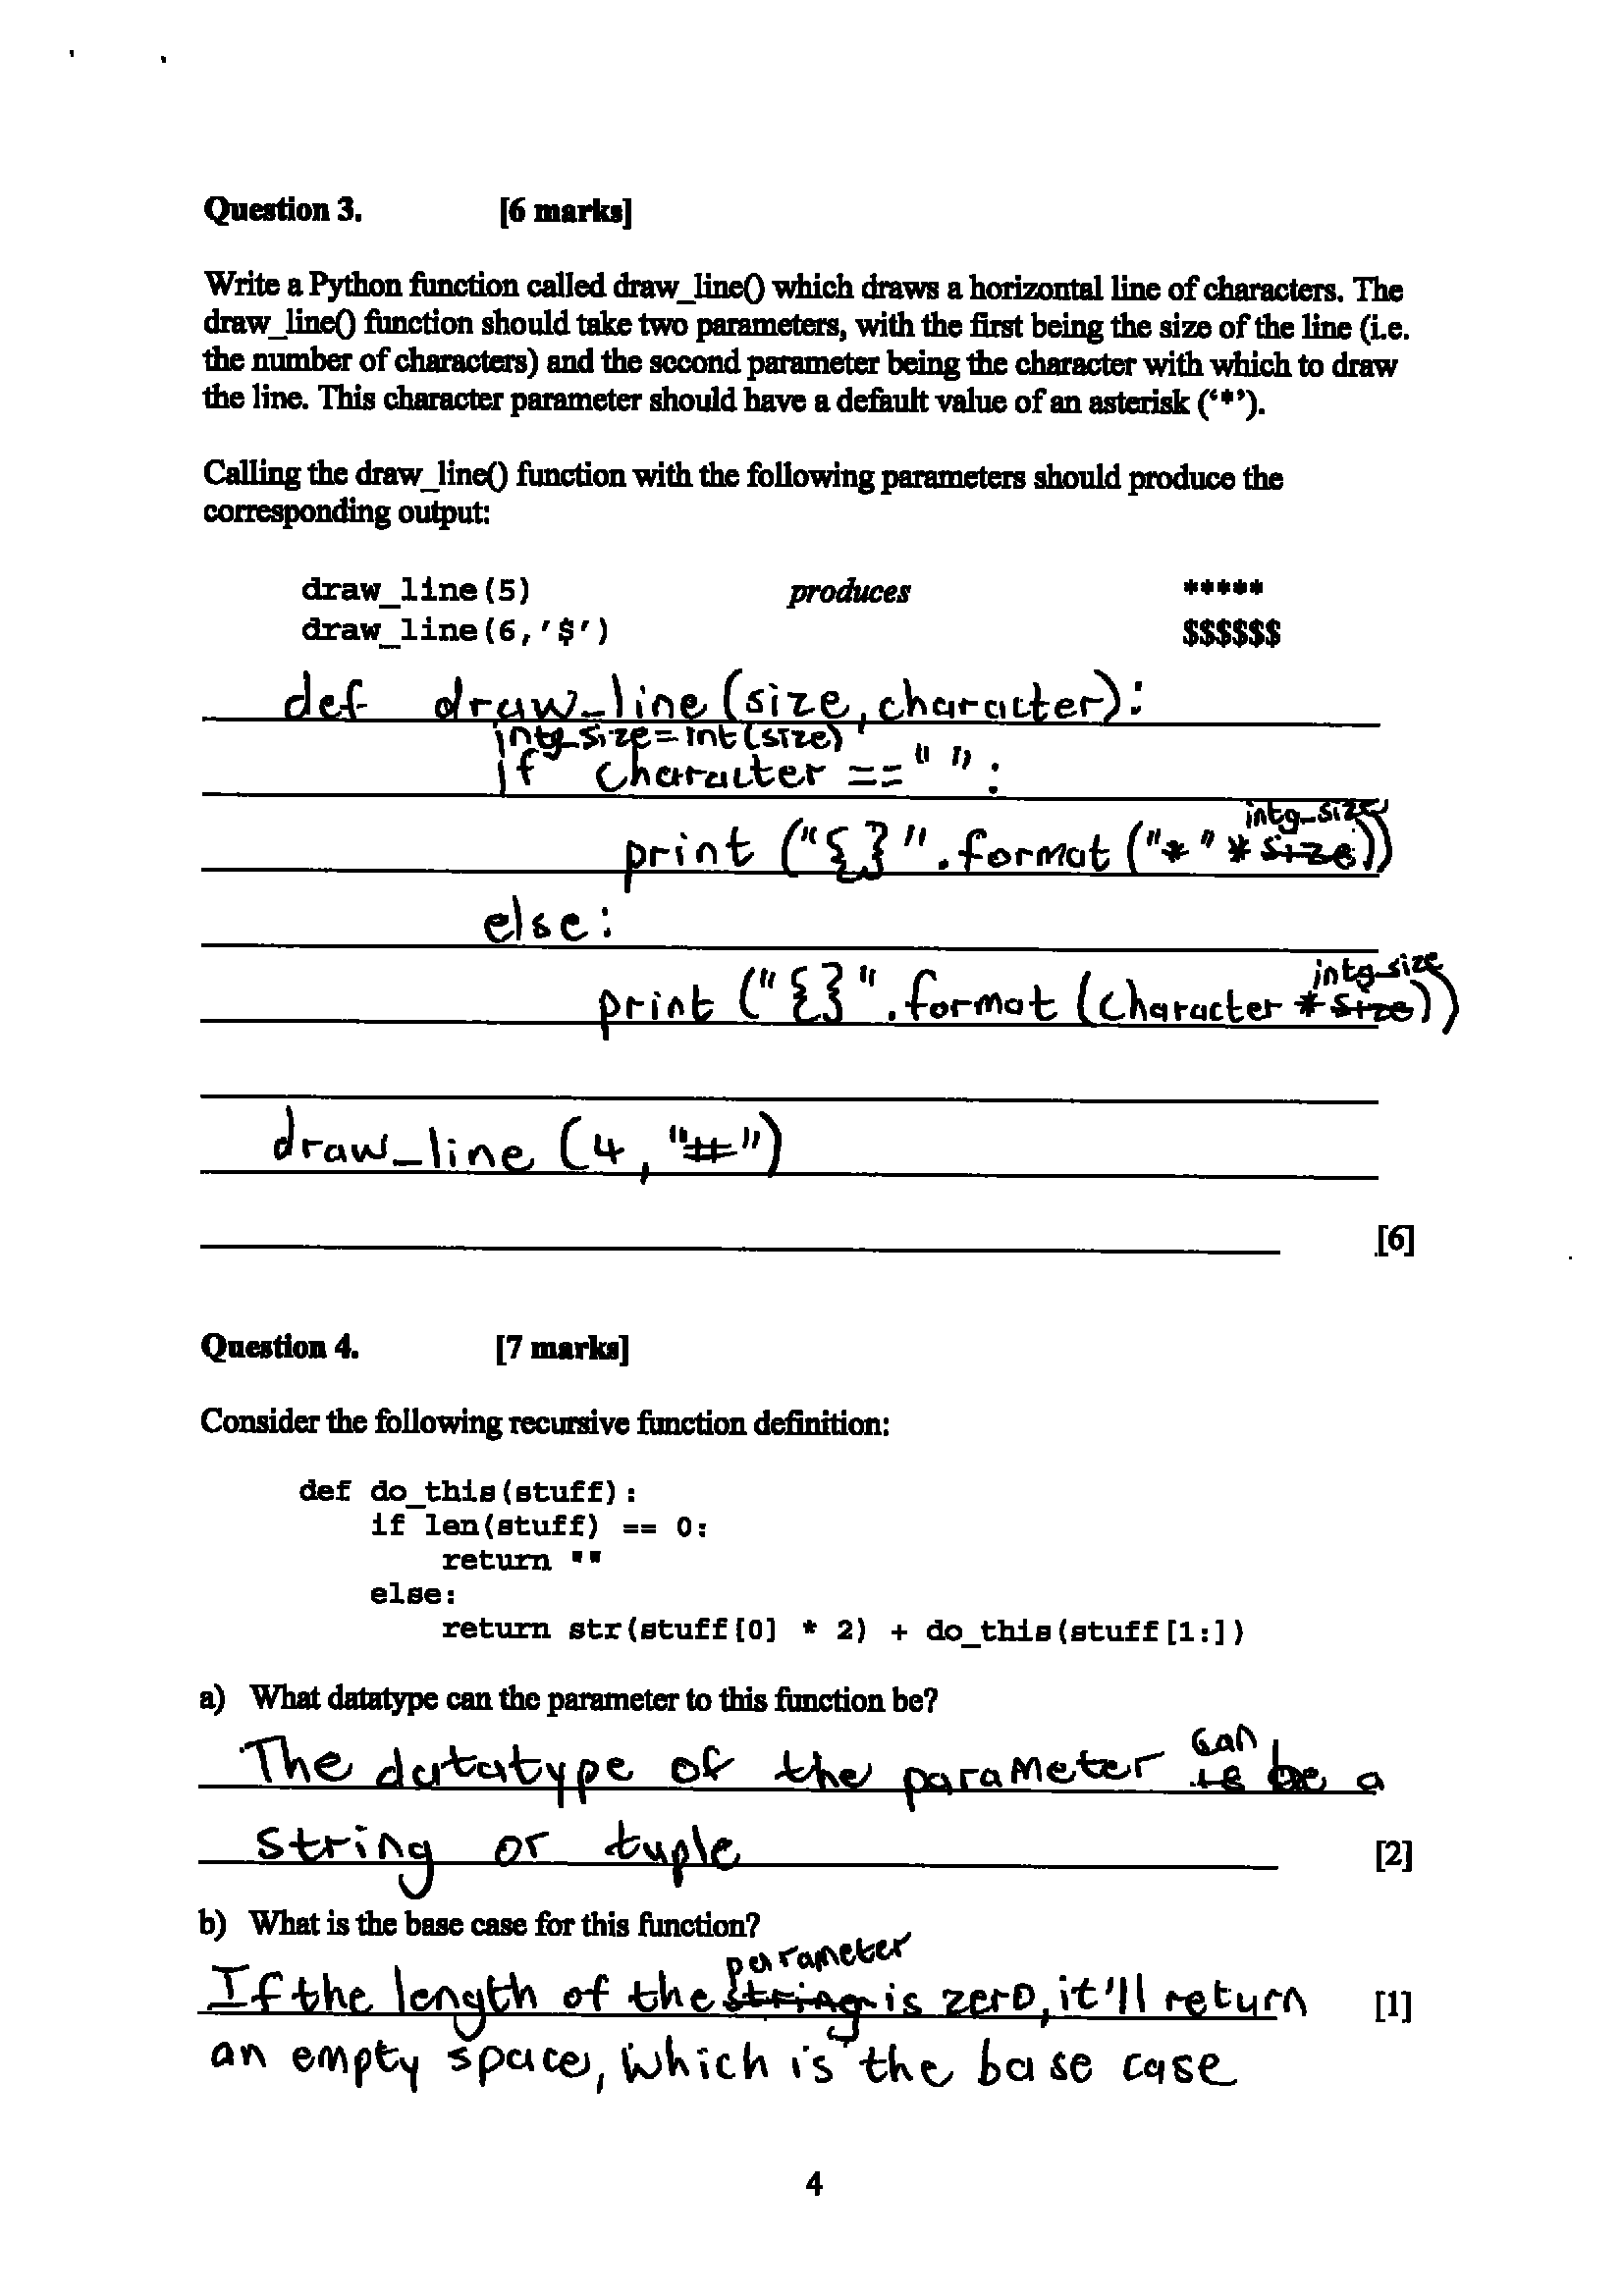 Question 3. [6 marks]
Write a Python function called draw_line() which draws a horizontal line of characters. The
draw_line() function should take two parameters, with the first being the size of the line (i.e.
the number of characters) and the second parameter being the character with which to draw
the line. This character parameter should have a default value of an asterisk (‘*’).
Calling the draw_line() function with the following parameters should produce the
corresponding output:
draw_line(5) produces *****
draw_line(6,'$') $$$$$$
def draw_line(size, character):
intg_size = int(size)
if character == " ":
intg_size
print ("{}".format("*" * size))
else:
intg_size
print ("{}".format(character * size))
draw_line (4, "#")
[6]
Question 4. [7 marks]
Consider the following recursive function definition:
def do_this(stuff):
if len(stuff) == 0:
return ""
else:
return str(stuff[0] * 2) + do_this(stuff[1:])
a) What datatype can the parameter to this function be?
can
The datatype of the parameter is be a
string or tuple [2]
b) What is the base case for this function?
parameter
If the length of the string is zero, it'll return [1]
an empty space, which is the base case
4